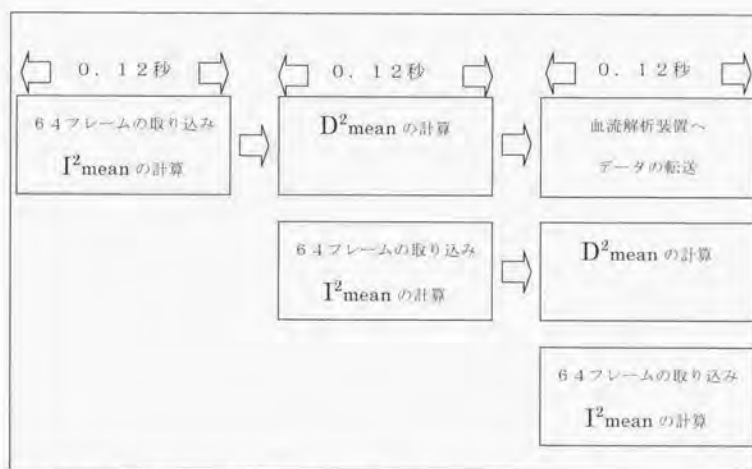 0.12秒
0.12秒
0.12秒
64フレームの取り込み
I²meanの計算
D²meanの計算
血流解析装置へ
データの転送
64フレームの取り込み
I²meanの計算
D²meanの計算
64フレームの取り込み
I²meanの計算